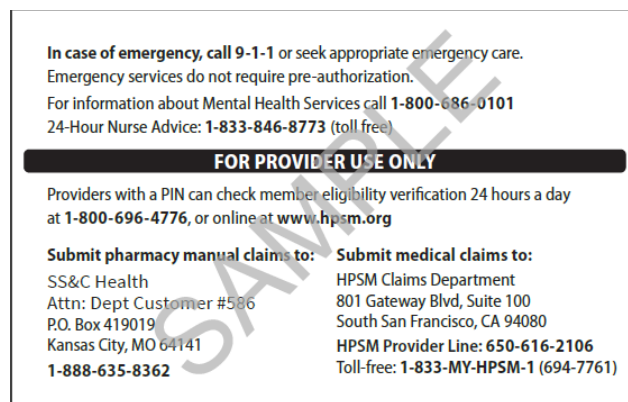 In case of emergency, call 9-1-1 or seek appropriate emergency care.
Emergency services do not require pre-authorization.
For information about Mental Health Services call 1-800-686-0101
24-Hour Nurse Advice: 1-833-846-8773 (toll free)
FOR PROVIDER USE ONLY
Providers with a PIN can check member eligibility verification 24 hours a day
at 1-800-696-4776, or online at www.hpsm.org
Submit pharmacy manual claims to:
SS&C Health
Attn: Dept Customer #586
P.O. Box 419019
Kansas City, MO 64141
1-888-635-8362
Submit medical claims to:
HPSM Claims Department
801 Gateway Blvd, Suite 100
South San Francisco, CA 94080
HPSM Provider Line: 650-616-2106
Toll-free: 1-833-MY-HPSM-1 (694-7761)
SAMPLE